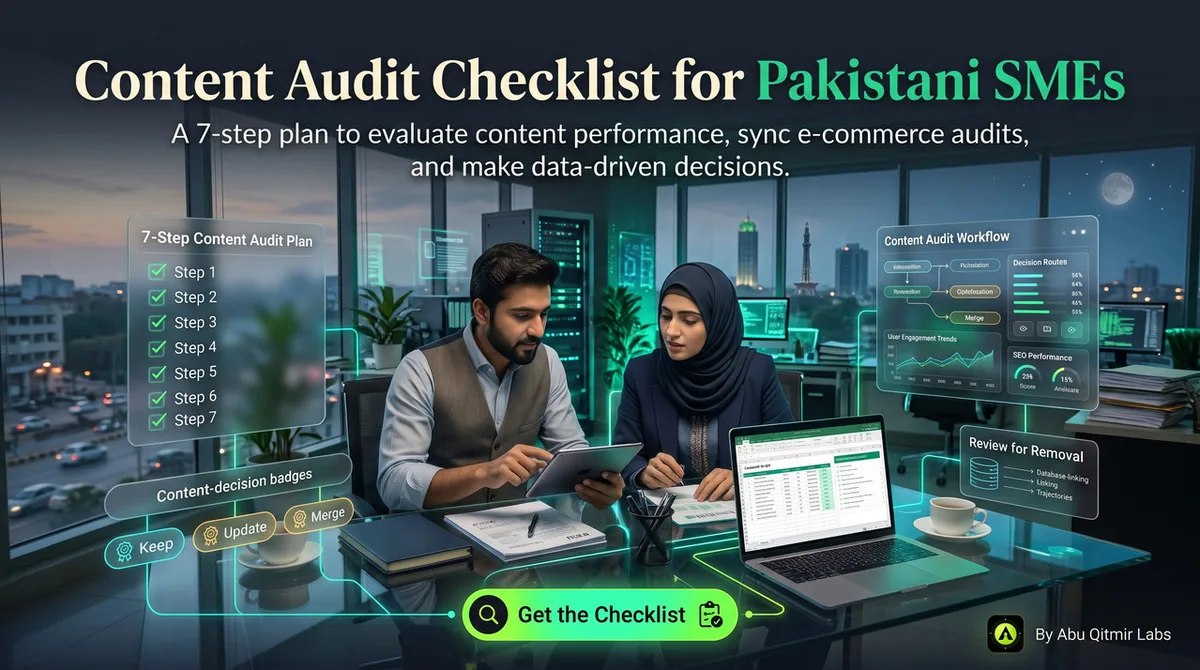 Content Audit Checklist for Pakistani SMEs
A 7-step plan to evaluate content performance, sync e-commerce audits,
and make data-driven decisions.
7-Step Content Audit Plan
Step 1
Step 2
Step 3
Step 4
Step 5
Step 6
Step 7
Content-decision badges
Keep
Update
Merge
Content Audit Workflow
Merge
Decision Routes
User Engagement Trends
SEO Performance
Score
Review for Removal
Database-linking
Linking
Trajectories
Get the Checklist
By Abu Qitmir Labs